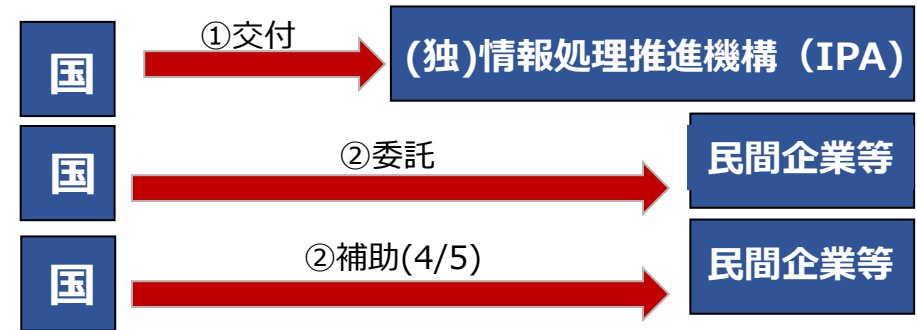 国
①交付
(独)情報処理推進機構（IPA)
国
②委託
民間企業等
国
②補助(4/5)
民間企業等